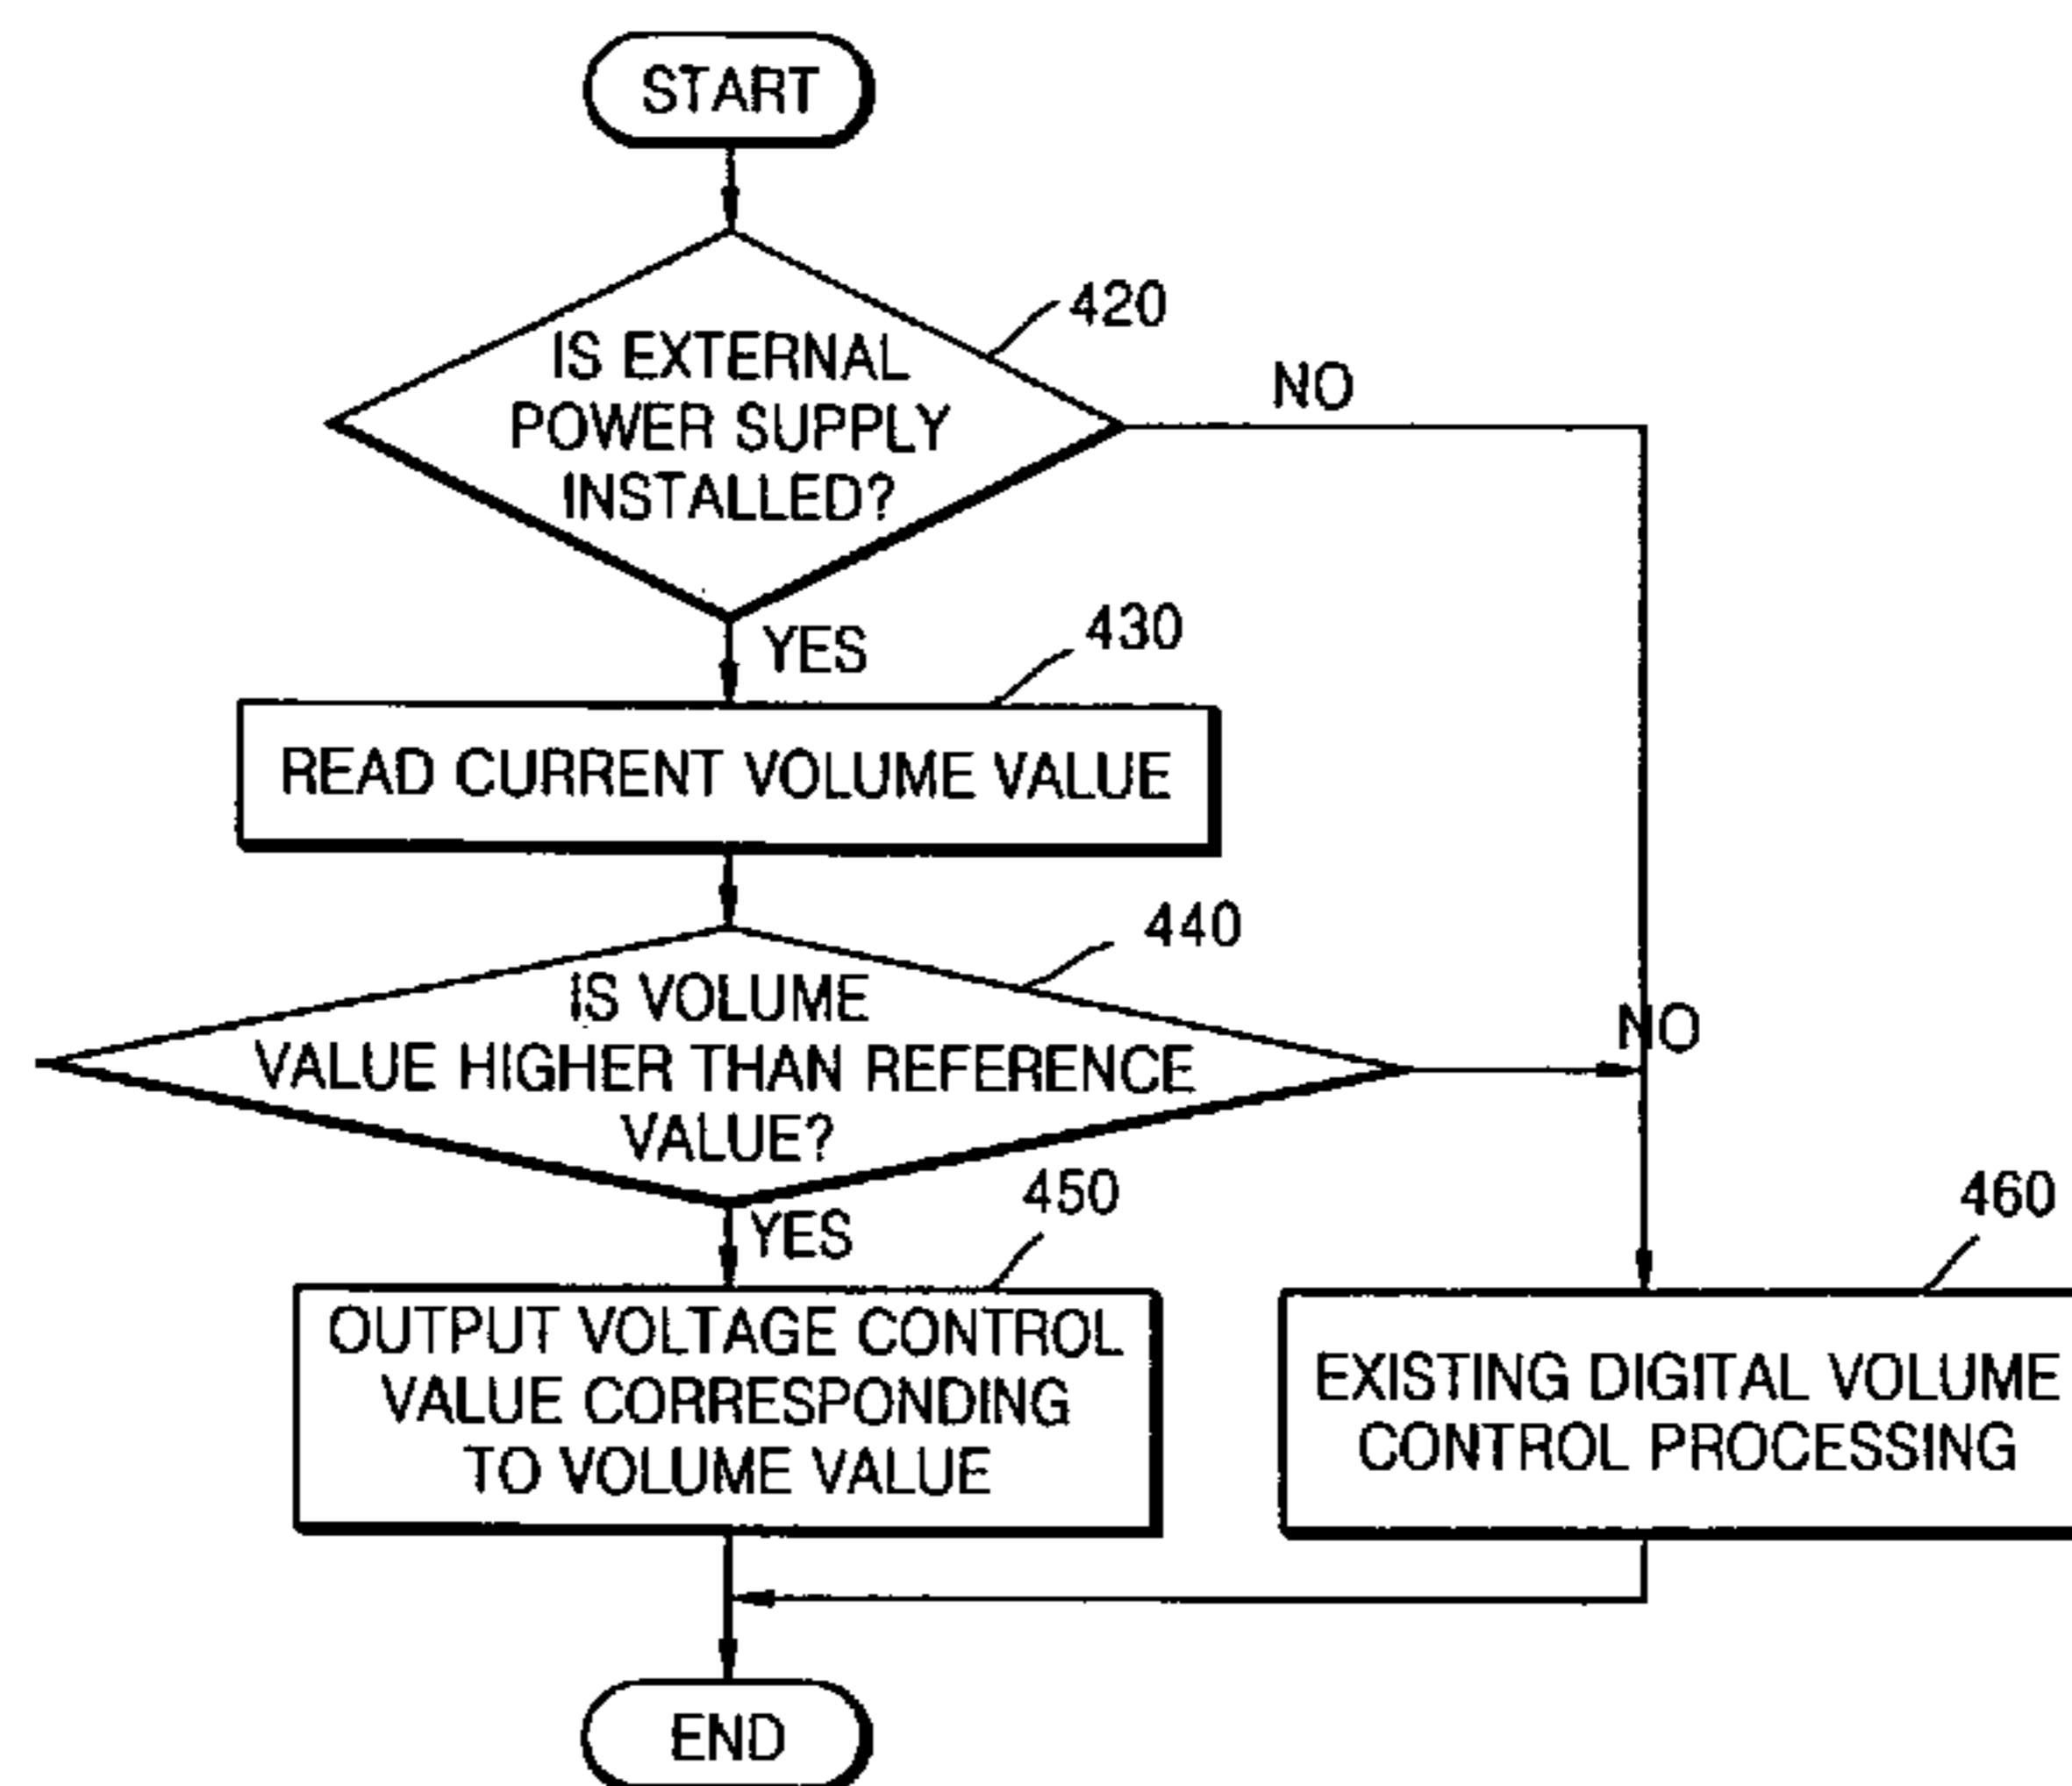 START
420
IS EXTERNAL
POWER SUPPLY
INSTALLED?
NO
YES
430
READ CURRENT VOLUME VALUE
440
IS VOLUME
VALUE HIGHER THAN REFERENCE
VALUE?
NO
YES
450
OUTPUT VOLTAGE CONTROL
VALUE CORRESPONDING
TO VOLUME VALUE
460
EXISTING DIGITAL VOLUME
CONTROL PROCESSING
END